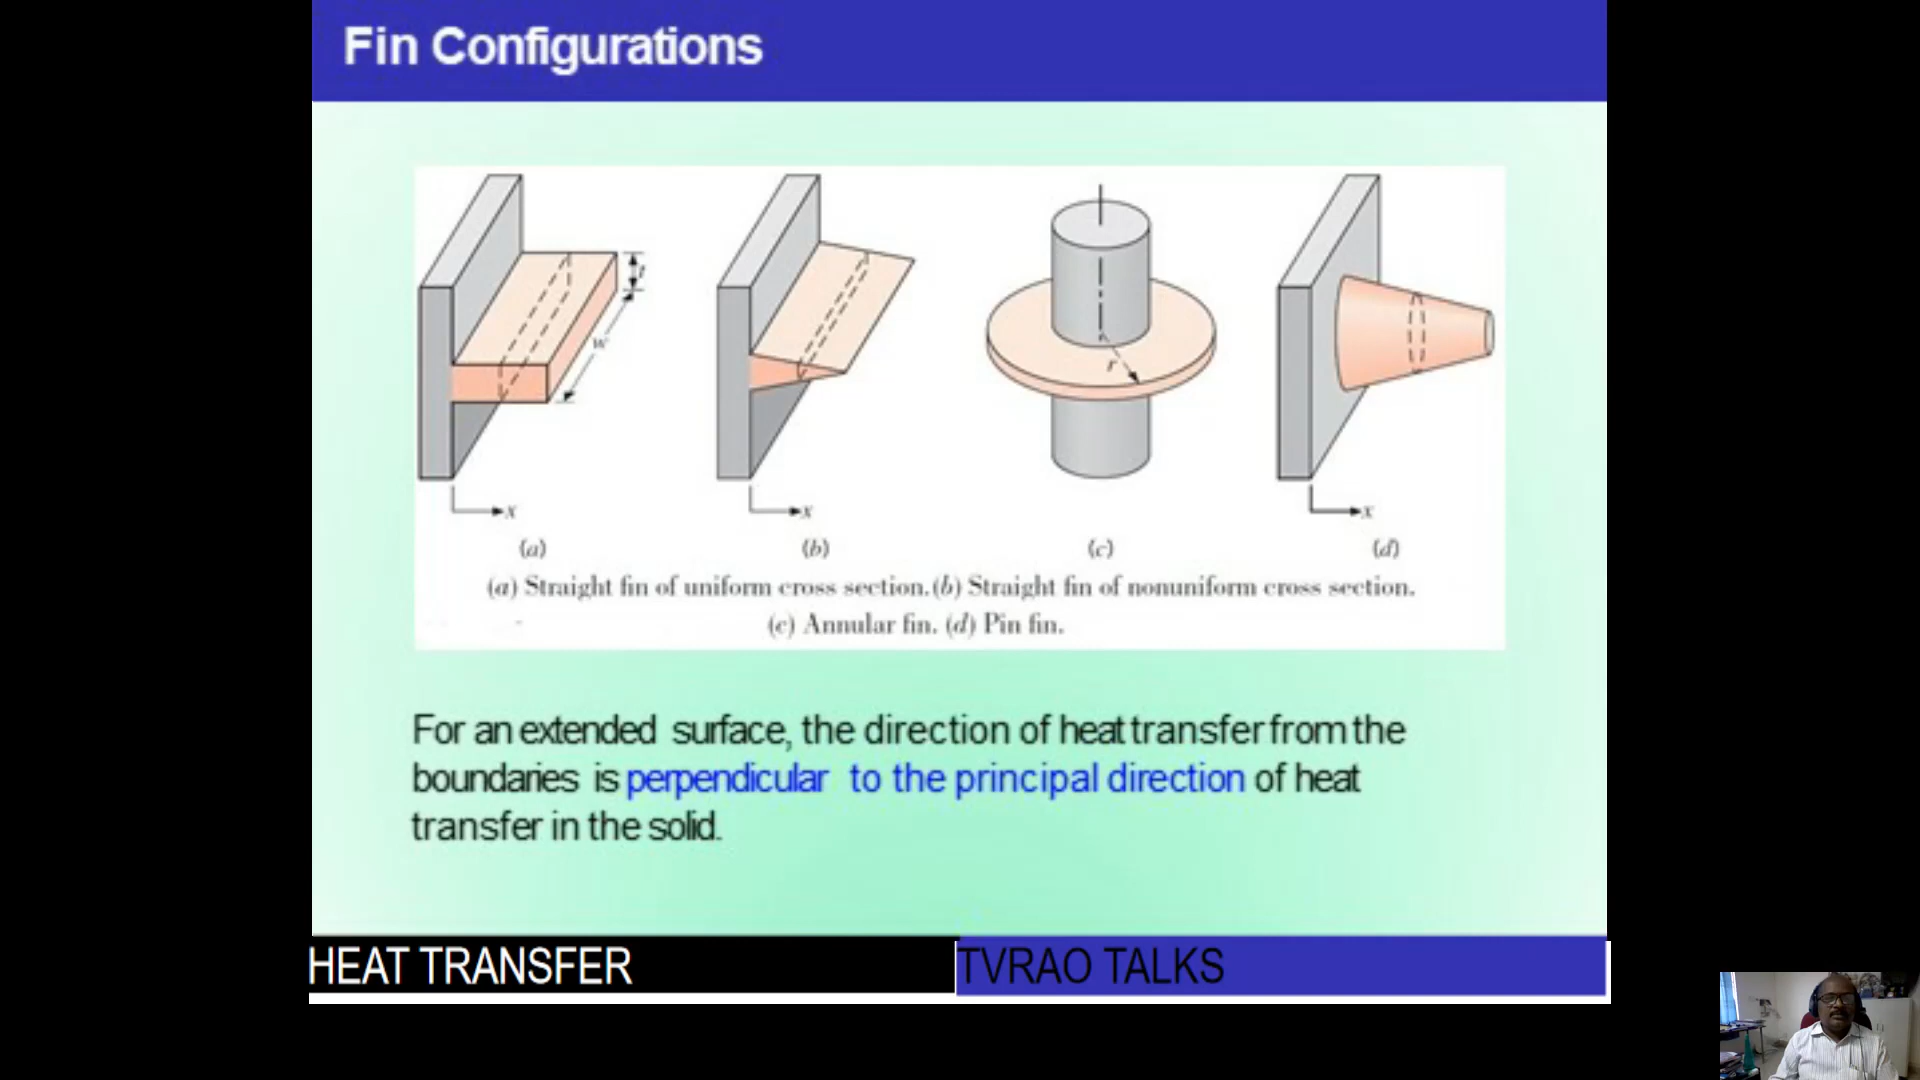 Fin Configurations
t
w
r
x
x
x
(a)
(b)
(c)
(d)
(a) Straight fin of uniform cross section. (b) Straight fin of nonuniform cross section.
(c) Annular fin. (d) Pin fin.
For an extended surface, the direction of heat transfer from the
boundaries is perpendicular to the principal direction of heat
transfer in the solid.
HEAT TRANSFER
TVRAO TALKS